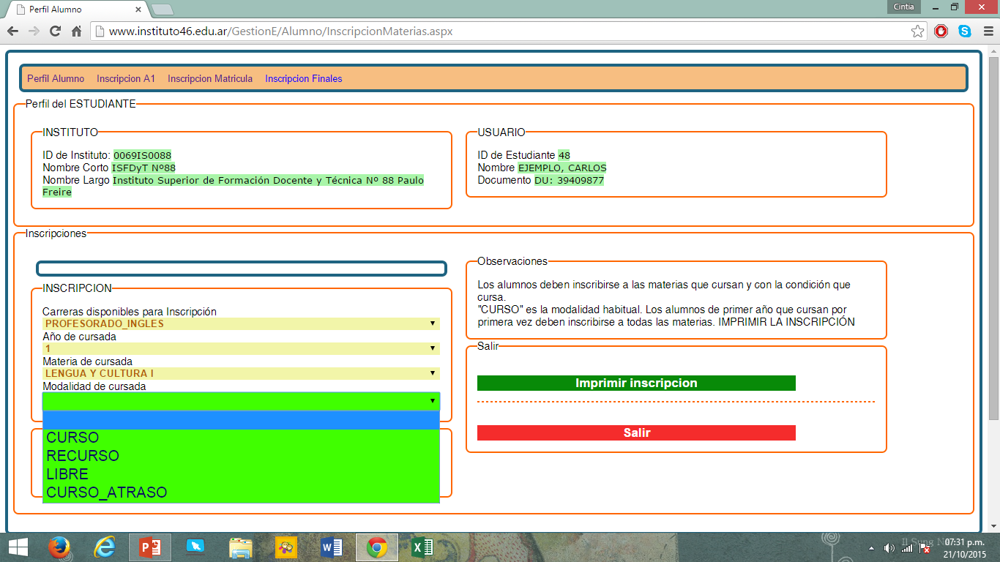 Perfil Alumno
Cintia
www.instituto46.edu.ar/GestionE/Alumno/InscripcionMaterias.aspx
Perfil Alumno Inscripcion A1 Inscripcion Matricula Inscripcion Finales
Perfil del ESTUDIANTE
INSTITUTO
ID de Instituto: 0069IS0088
Nombre Corto ISFDyT Nº88
Nombre Largo Instituto Superior de Formación Docente y Técnica Nº 88 Paulo
Freire
USUARIO
ID de Estudiante 48
Nombre EJEMPLO, CARLOS
Documento DU: 39409877
Inscripciones
INSCRIPCION
Carreras disponibles para Inscripción
PROFESORADO_INGLES
Año de cursada
1
Materia de cursada
LENGUA Y CULTURA I
Modalidad de cursada
CURSO
RECURSO
LIBRE
CURSO_ATRASO
Observaciones
Los alumnos deben inscribirse a las materias que cursan y con la condición que
cursa.
"CURSO" es la modalidad habitual. Los alumnos de primer año que cursan por
primera vez deben inscribirse a todas las materias. IMPRIMIR LA INSCRIPCIÓN
Salir
Imprimir inscripcion
Salir
Il Sung
07:31 p.m.
21/10/2015